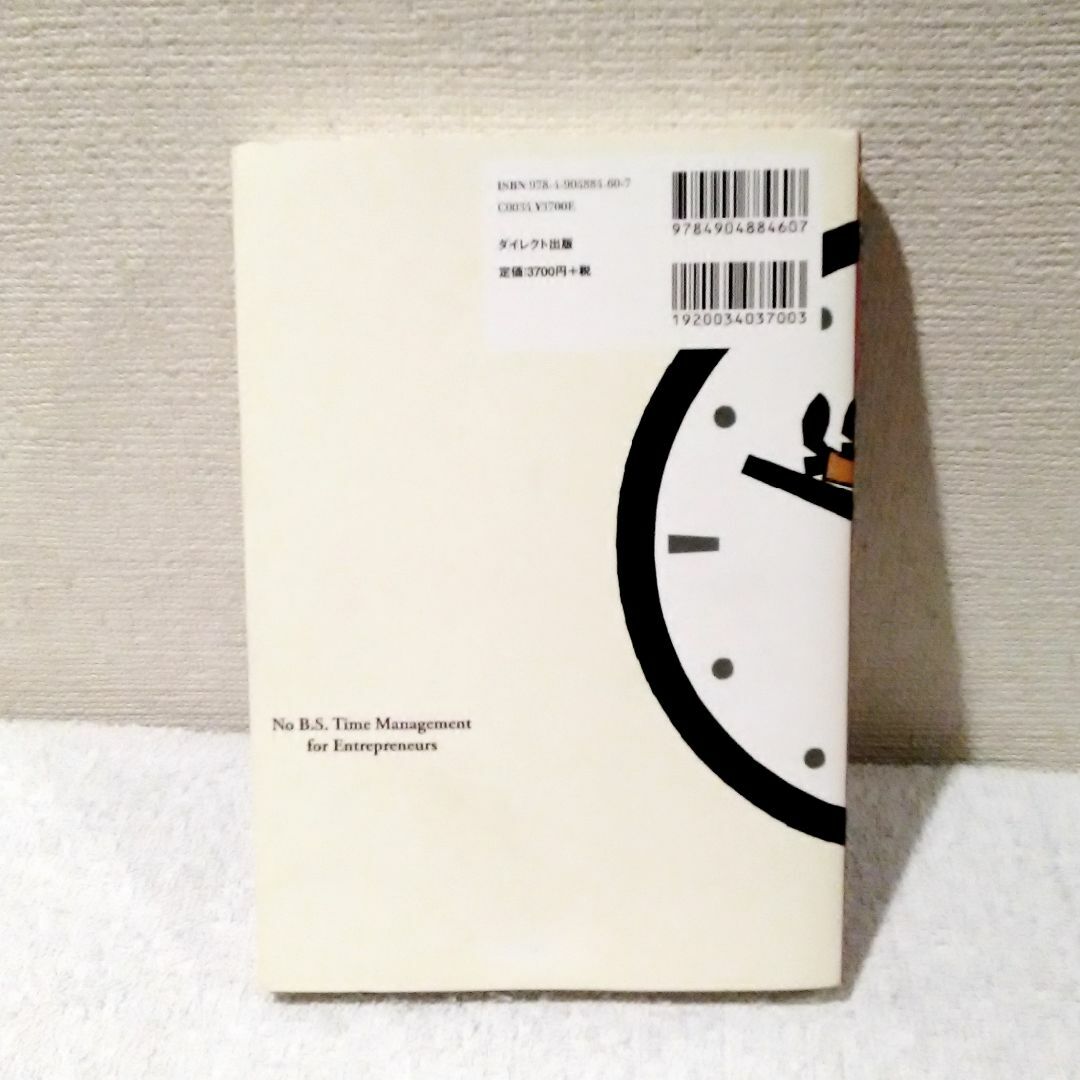 ISBN 978-4-904884-60-7
C0034 ¥3700E
ダイレクト出版
定価:3700円+税
9784904884607
1920034037003
No B.S. Time Management
for Entrepreneurs